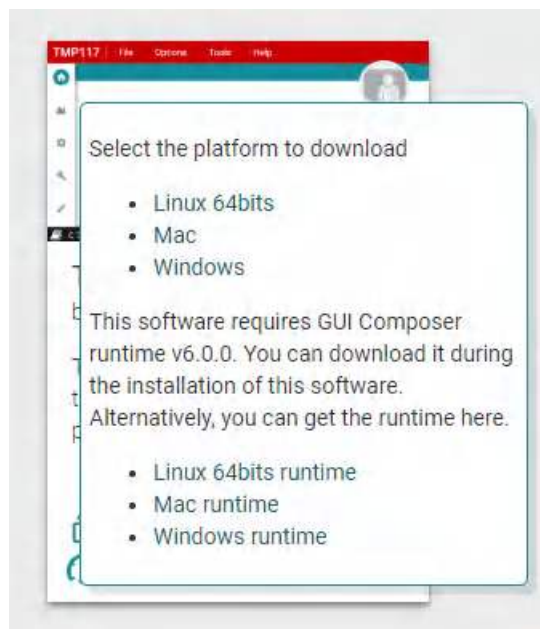 TMP117 File Options Tools Help
Select the platform to download
Linux 64bits
Mac
Windows
This software requires GUI Composer
runtime v6.0.0. You can download it during
the installation of this software.
Alternatively, you can get the runtime here.
Linux 64bits runtime
Mac runtime
Windows runtime